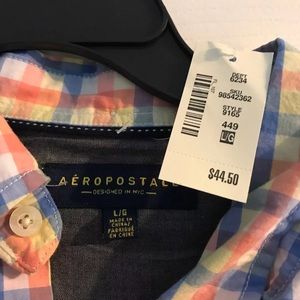 DEPT
6234
SKU
98542362
STYLE
9165
449
L/G
$44.50
AÉROPOSTALE
DESIGNED IN NYC
L/G
MADE IN
CHINA/
FABRIQUÉ
EN CHINE